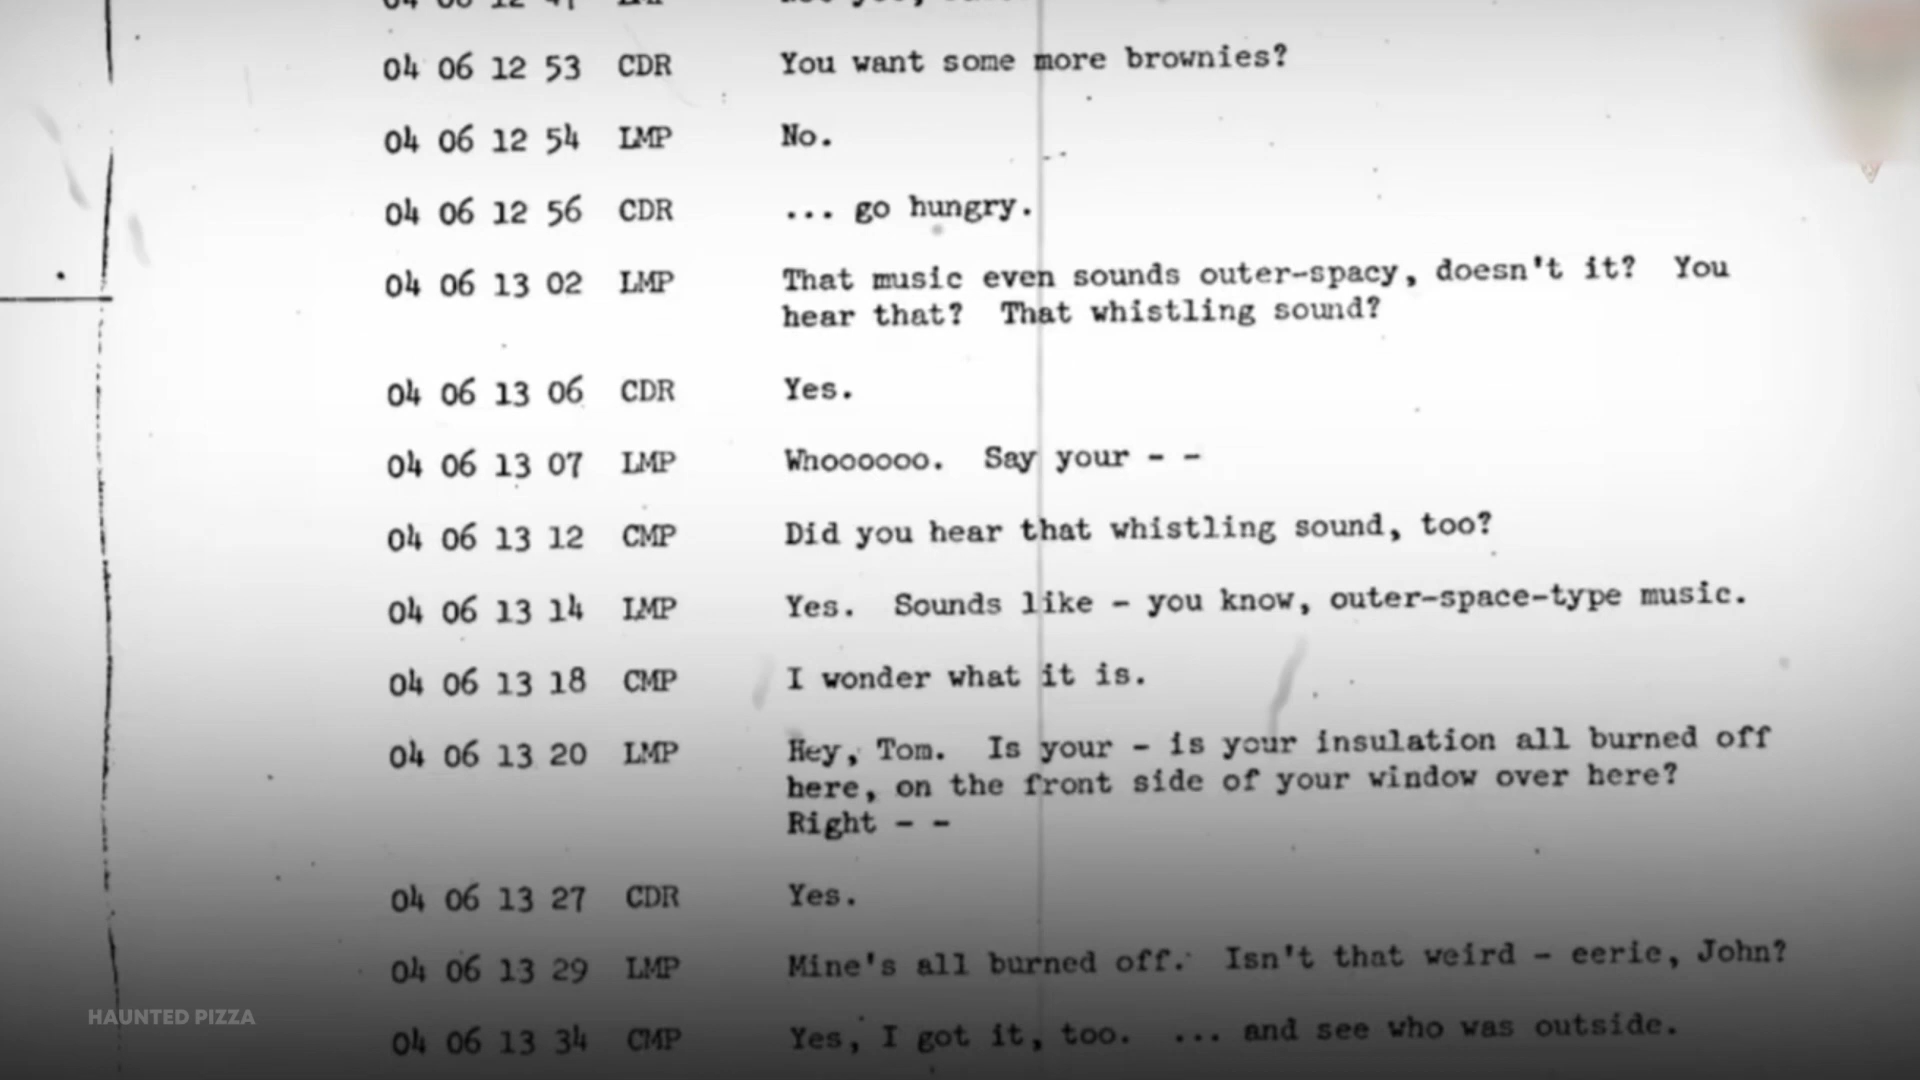 04 06 12 53 CDR You want some more brownies?
04 06 12 54 LMP No.
04 06 12 56 CDR ... go hungry.
04 06 13 02 LMP That music even sounds outer-spacy, doesn't it? You
hear that? That whistling sound?
04 06 13 06 CDR Yes.
04 06 13 07 LMP Whoooooo. Say your - -
04 06 13 12 CMP Did you hear that whistling sound, too?
04 06 13 14 LMP Yes. Sounds like - you know, outer-space-type music.
04 06 13 18 CMP I wonder what it is.
04 06 13 20 LMP Hey, Tom. Is your - is your insulation all burned off
here, on the front side of your window over here?
Right - -
04 06 13 27 CDR Yes.
04 06 13 29 LMP Mine's all burned off. Isn't that weird - eerie, John?
04 06 13 34 CMP Yes, I got it, too. ... and see who was outside.
HAUNTED PIZZA